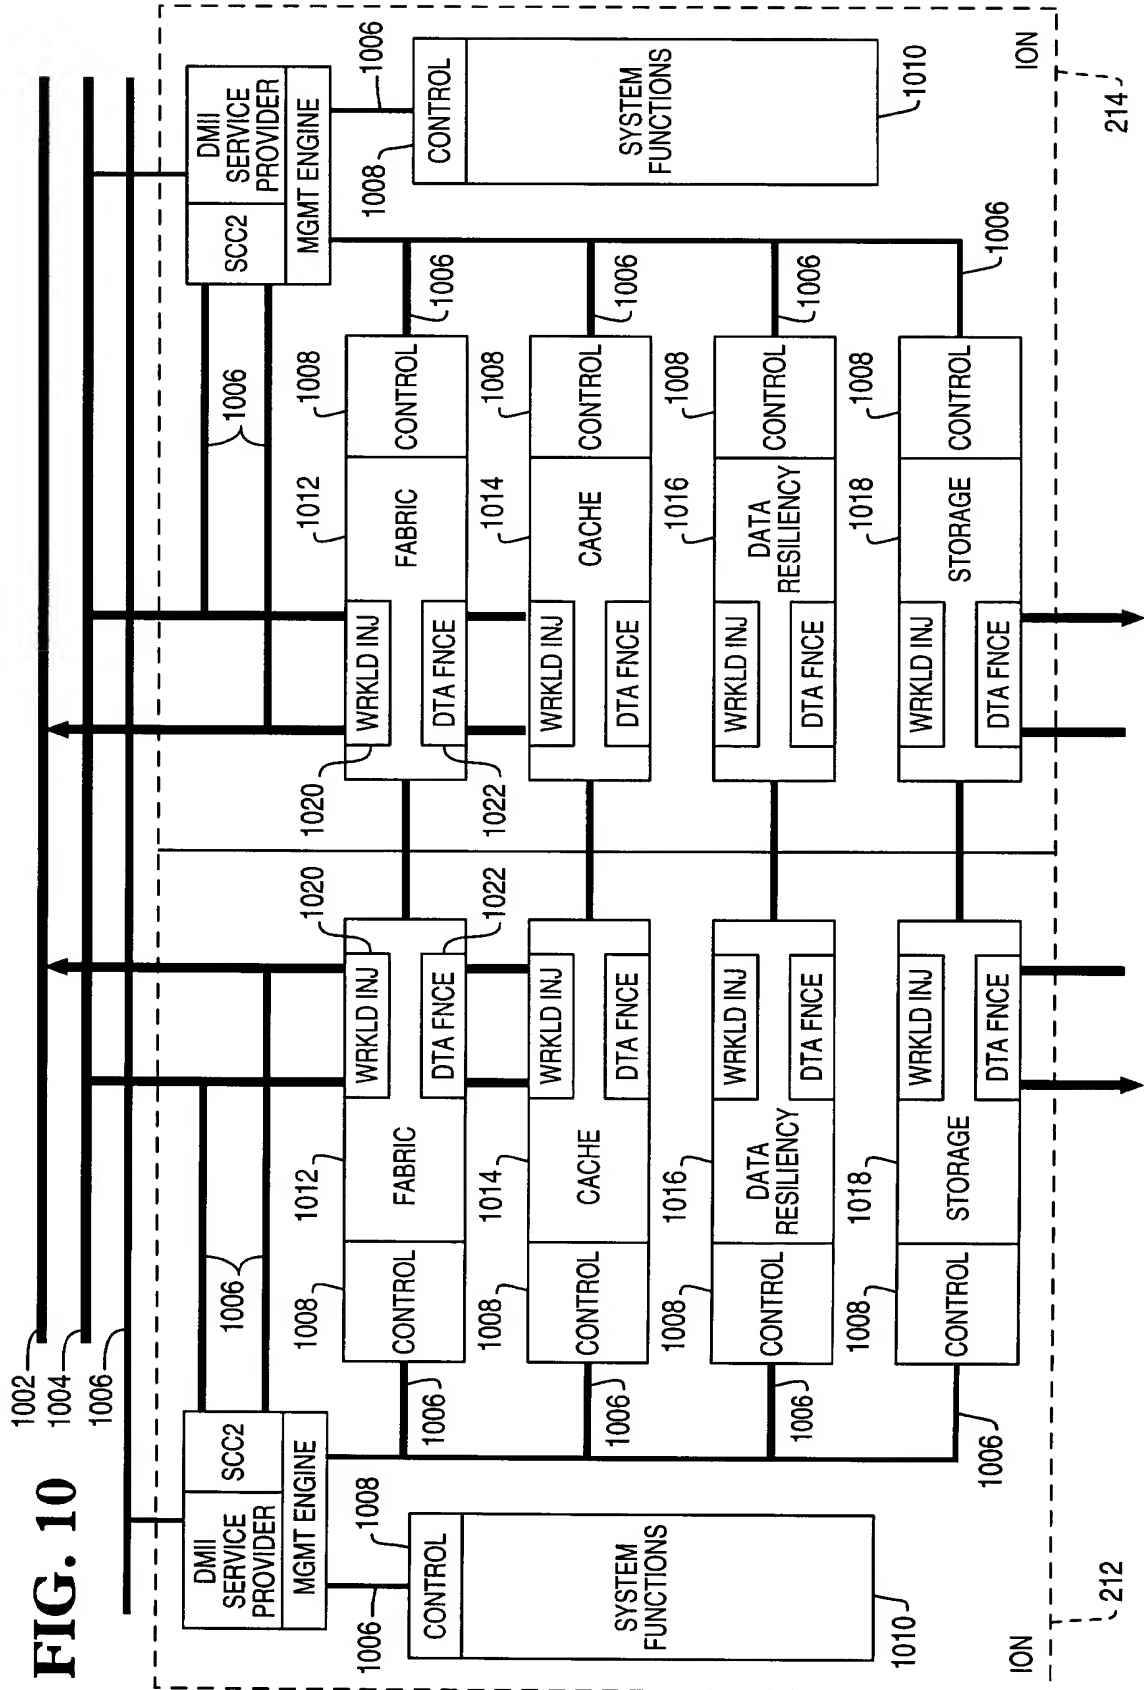 FIG. 10
1002
1004
1006
DMII
SERVICE
PROVIDER
SCC2
MGMT ENGINE
1006
1006
1008
CONTROL
SYSTEM
FUNCTIONS
1010
1008
1012
1020
CONTROL
FABRIC
WRKLD INJ
DTA FNCE
1022
1006
1008
1014
CONTROL
CACHE
WRKLD INJ
DTA FNCE
1006
1008
1016
CONTROL
DATA
RESILIENCY
WRKLD INJ
DTA FNCE
1006
1008
1018
CONTROL
STORAGE
WRKLD INJ
DTA FNCE
1006
ION
212
SCC2
DMII
SERVICE
PROVIDER
MGMT ENGINE
1006
1006
1008
CONTROL
SYSTEM
FUNCTIONS
1010
1020
1012
1008
WRKLD INJ
DTA FNCE
FABRIC
CONTROL
1022
1006
1014
1008
WRKLD INJ
DTA FNCE
CACHE
CONTROL
1006
1016
1008
WRKLD INJ
DTA FNCE
DATA
RESILIENCY
CONTROL
1006
1018
1008
WRKLD INJ
DTA FNCE
STORAGE
CONTROL
1006
ION
214